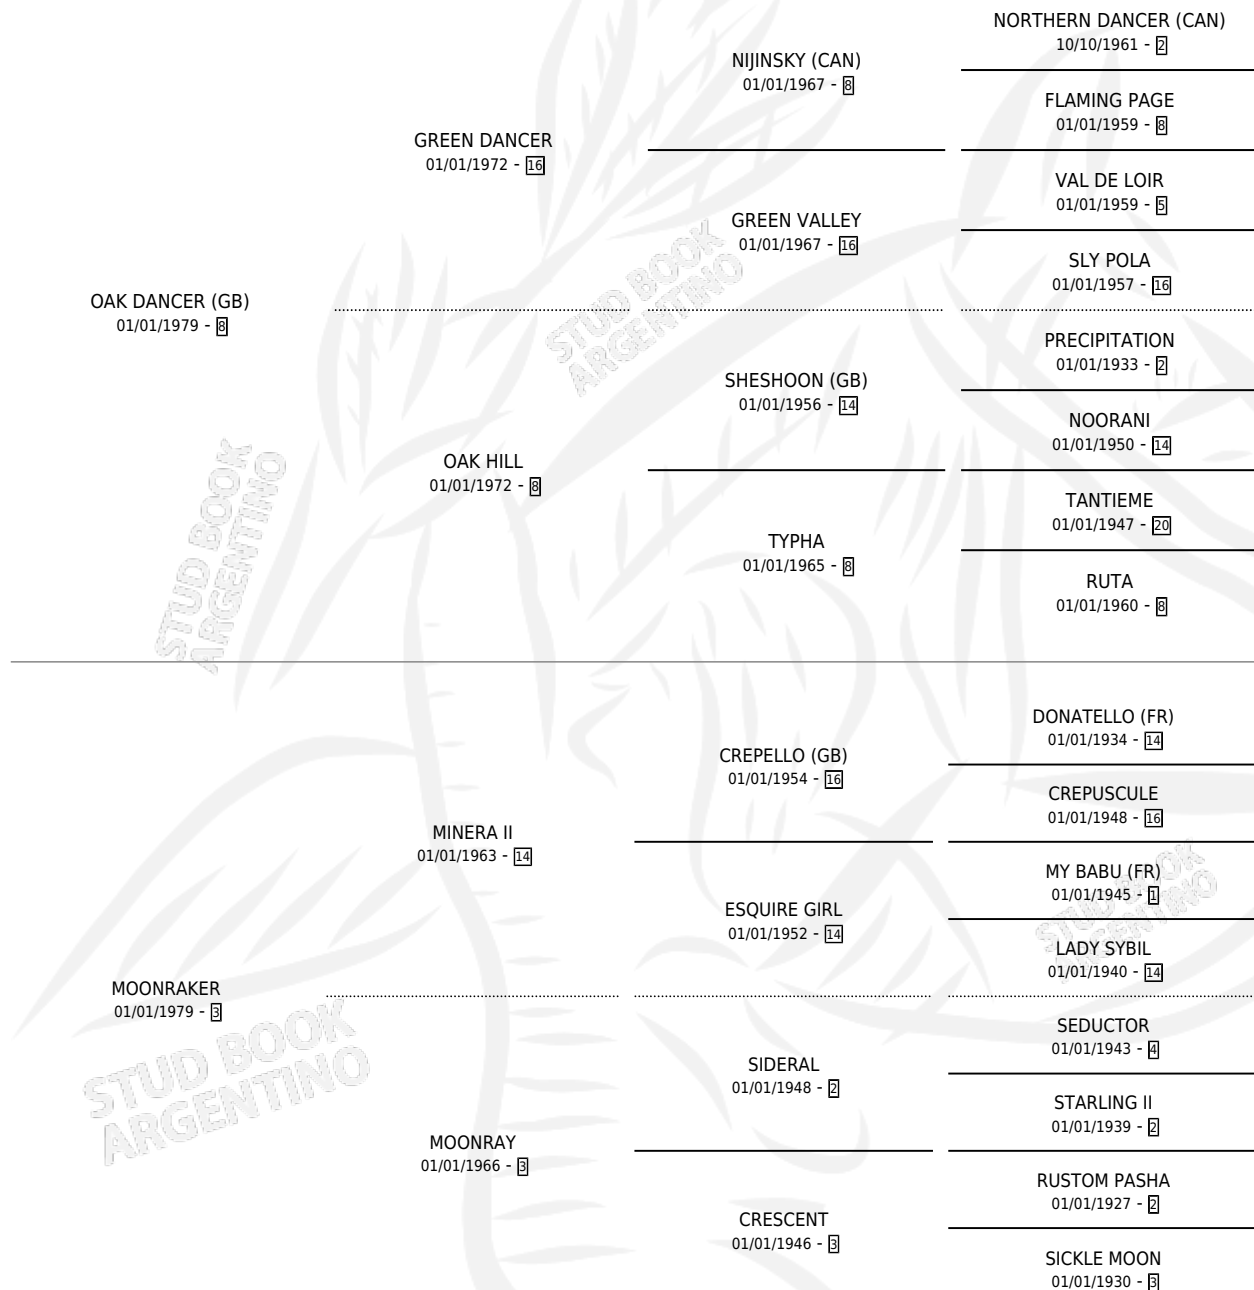 NORTHERN DANCER (CAN)
10/10/1961 - 2
NIJINSKY (CAN)
01/01/1967 - 8
FLAMING PAGE
01/01/1959 - 8
GREEN DANCER
01/01/1972 - 16
VAL DE LOIR
01/01/1959 - 5
GREEN VALLEY
01/01/1967 - 16
SLY POLA
01/01/1957 - 16
OAK DANCER (GB)
01/01/1979 - 8
PRECIPITATION
01/01/1933 - 2
SHESHOON (GB)
01/01/1956 - 14
NOORANI
01/01/1950 - 14
OAK HILL
01/01/1972 - 8
TANTIEME
01/01/1947 - 20
TYPHA
01/01/1965 - 8
RUTA
01/01/1960 - 8
DONATELLO (FR)
01/01/1934 - 14
CREPELLO (GB)
01/01/1954 - 16
CREPUSCULE
01/01/1948 - 16
MINERA II
01/01/1963 - 14
MY BABU (FR)
01/01/1945 - 1
ESQUIRE GIRL
01/01/1952 - 14
LADY SYBIL
01/01/1940 - 14
MOONRAKER
01/01/1979 - 3
SEDUCTOR
01/01/1943 - 4
SIDERAL
01/01/1948 - 2
STARLING II
01/01/1939 - 2
MOONRAY
01/01/1966 - 3
RUSTOM PASHA
01/01/1927 - 2
CRESCENT
01/01/1946 - 3
SICKLE MOON
01/01/1930 - 3
STUD BOOK
ARGENTINO
STUD BOOK
ARGENTINO
STUD BOOK
ARGENTINO
STUD BOOK
ARGENTINO